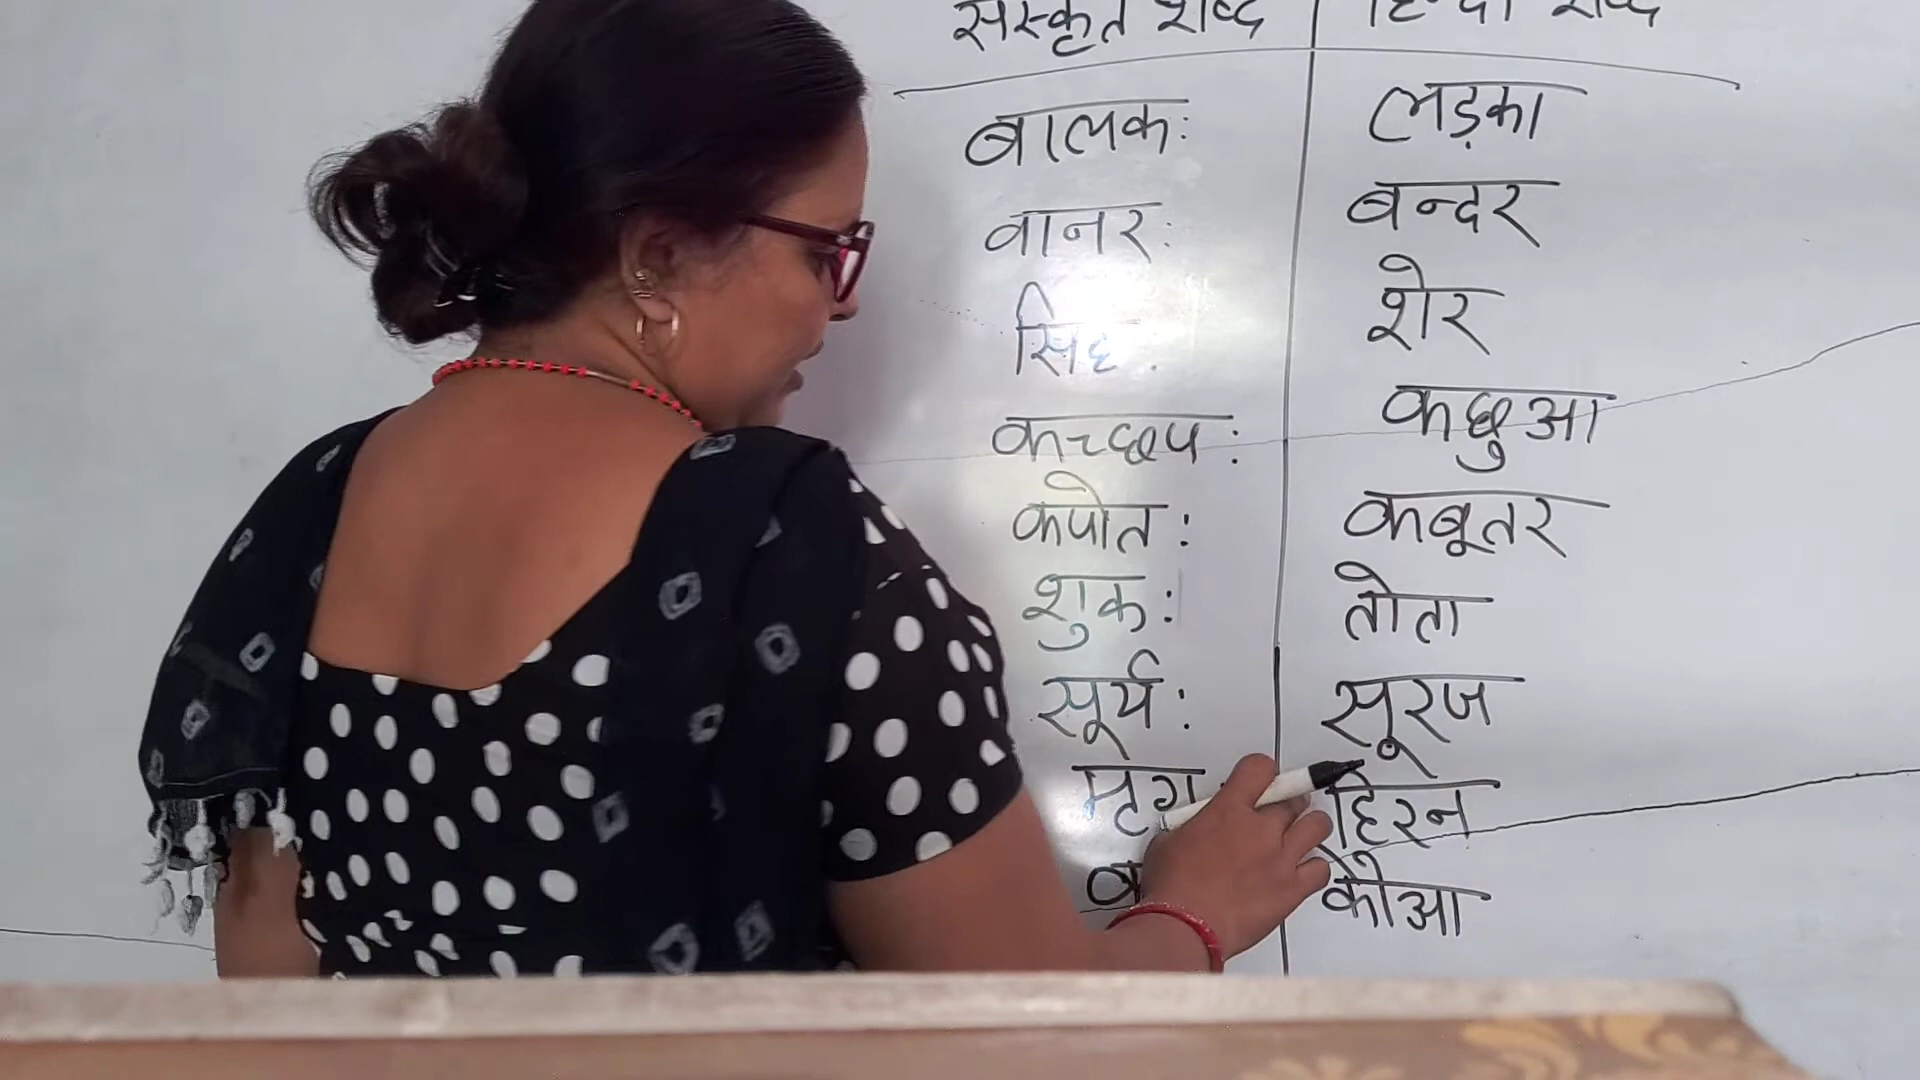 संस्कृत शब्द हिन्दी शब्द
बालकः लड़का
वानरः बन्दर
सिंहः शेर
कच्छपः कछुआ
कपोतः कबूतर
शुकः तोता
सूर्यः सूरज
मृग हिरन
कौआ